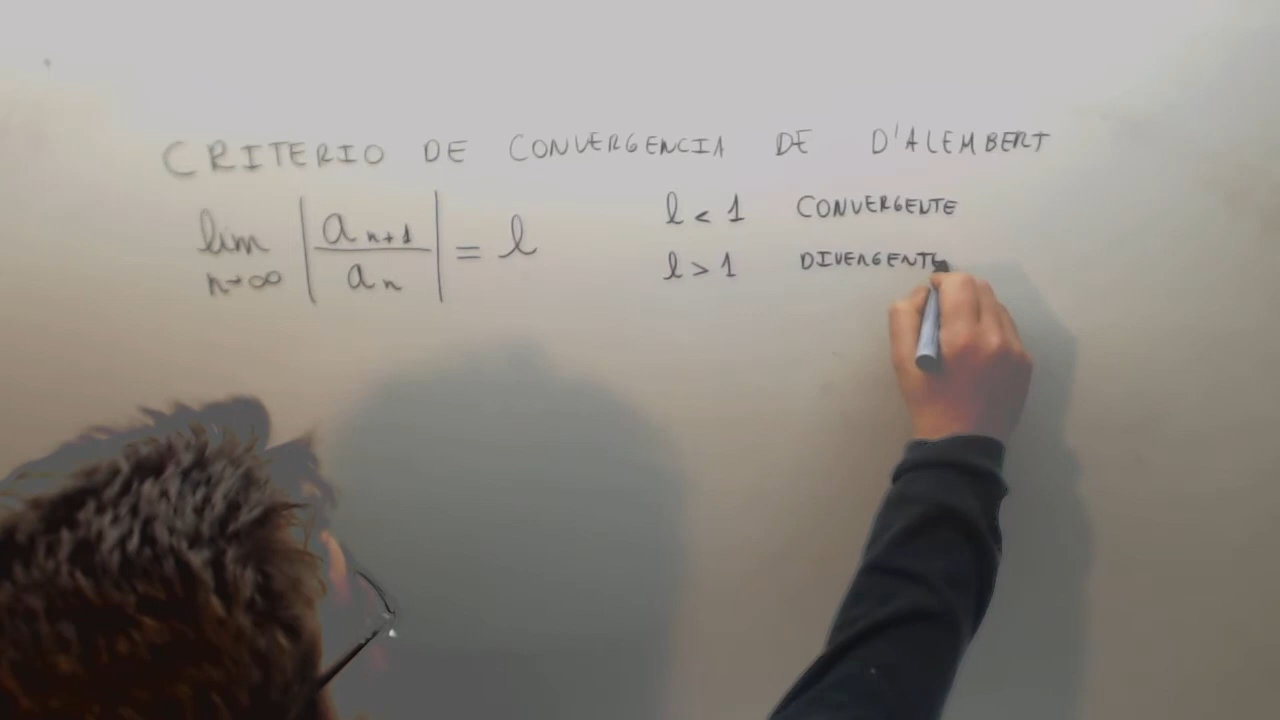 CRITERIO DE CONVERGENCIA DE D'ALEMBERT
lim n→∞ |a_{n+1} / a_n| = l
l < 1 CONVERGENTE
l > 1 DIVERGENTE